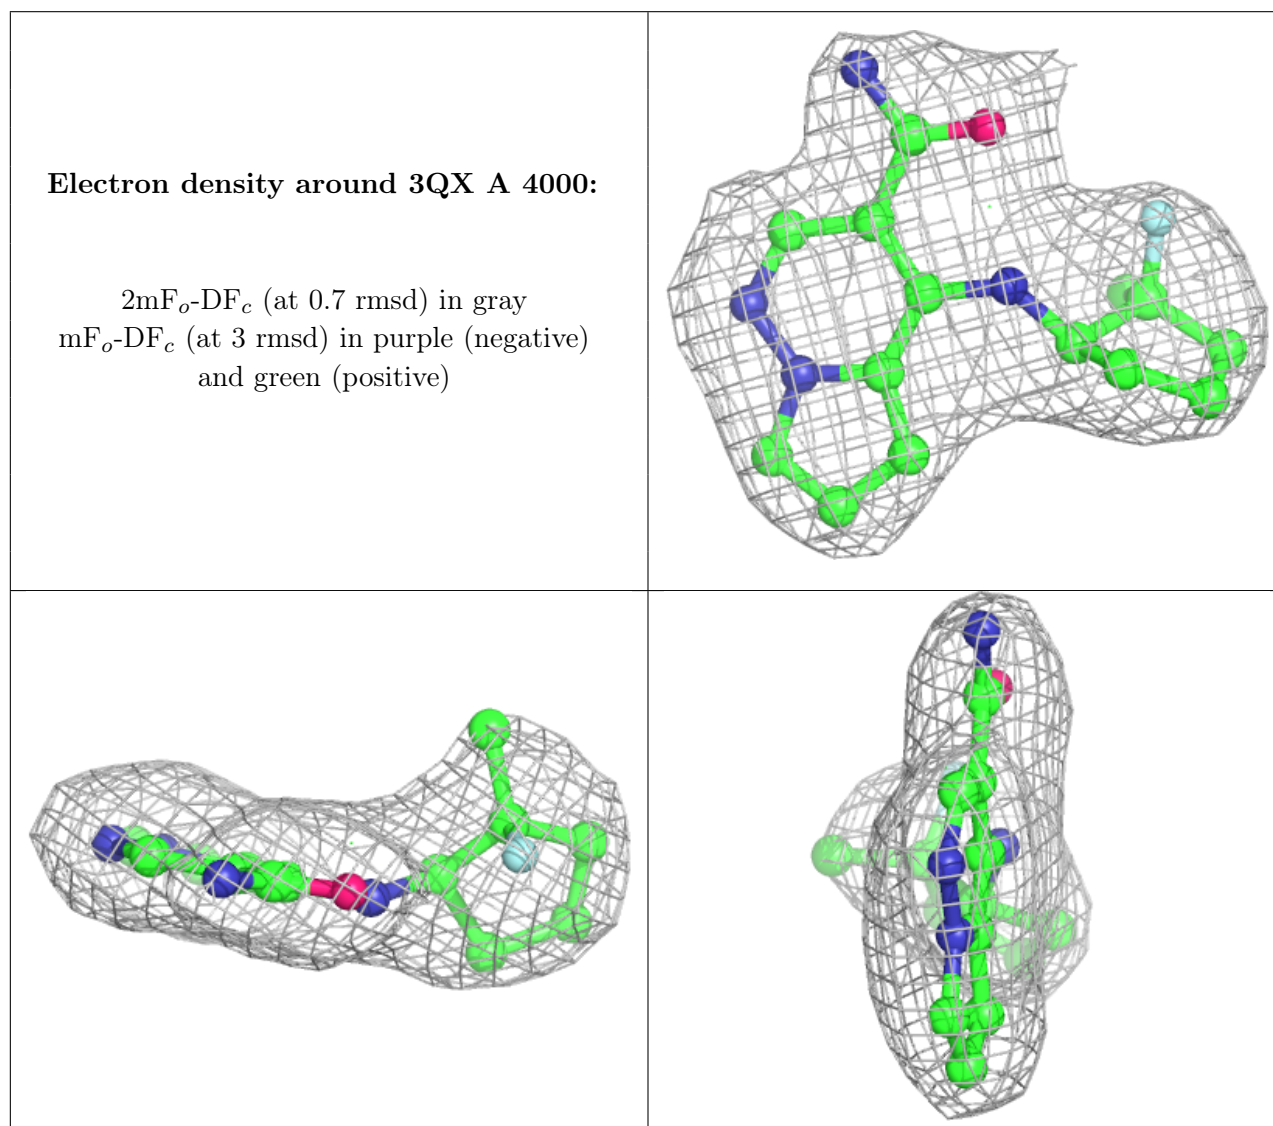 Electron density around 3QX A 4000:
2mFo-DFc (at 0.7 rmsd) in gray
mFo-DFc (at 3 rmsd) in purple (negative)
and green (positive)